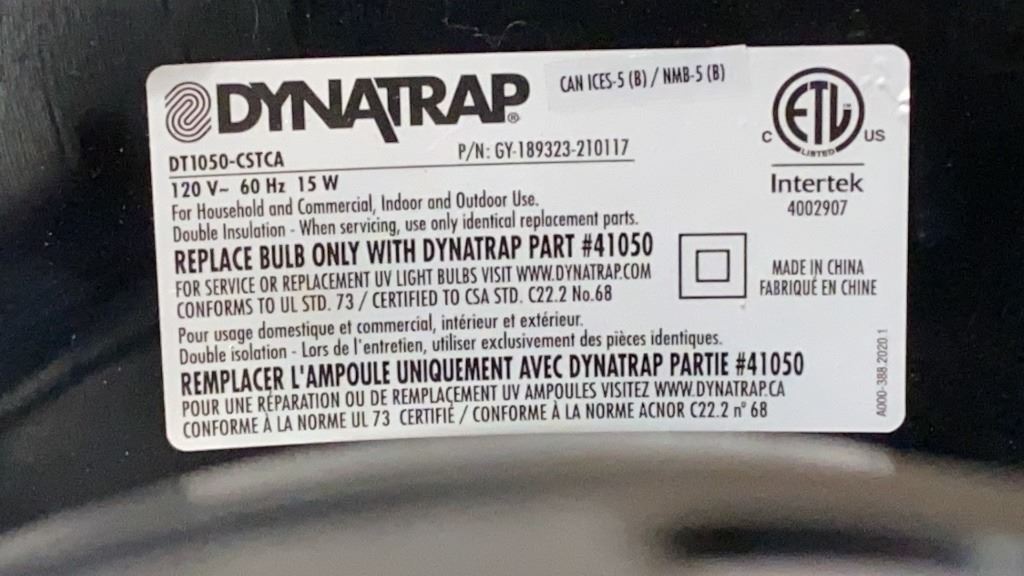 DYNATRAP®
CAN ICES-5 (B) / NMB-5 (B)
DT1050-CSTCA
P/N: GY-189323-210117
120 V~ 60 Hz 15 W
For Household and Commercial, Indoor and Outdoor Use.
Double Insulation - When servicing, use only identical replacement parts.
REPLACE BULB ONLY WITH DYNATRAP PART #41050
FOR SERVICE OR REPLACEMENT UV LIGHT BULBS VISIT WWW.DYNATRAP.COM
CONFORMS TO UL STD. 73 / CERTIFIED TO CSA STD. C22.2 No.68
Pour usage domestique et commercial, intérieur et extérieur.
Double isolation - Lors de l'entretien, utiliser exclusivement des pièces identiques.
REMPLACER L'AMPOULE UNIQUEMENT AVEC DYNATRAP PARTIE #41050
POUR UNE RÉPARATION OU DE REMPLACEMENT UV AMPOULES VISITEZ WWW.DYNATRAP.CA
CONFORME À LA NORME UL 73 CERTIFIÉ / CONFORME À LA NORME ACNOR C22.2 n° 68
C ETL US
LISTED
Intertek
4002907
MADE IN CHINA
FABRIQUÉ EN CHINE
A000-388.2020.1